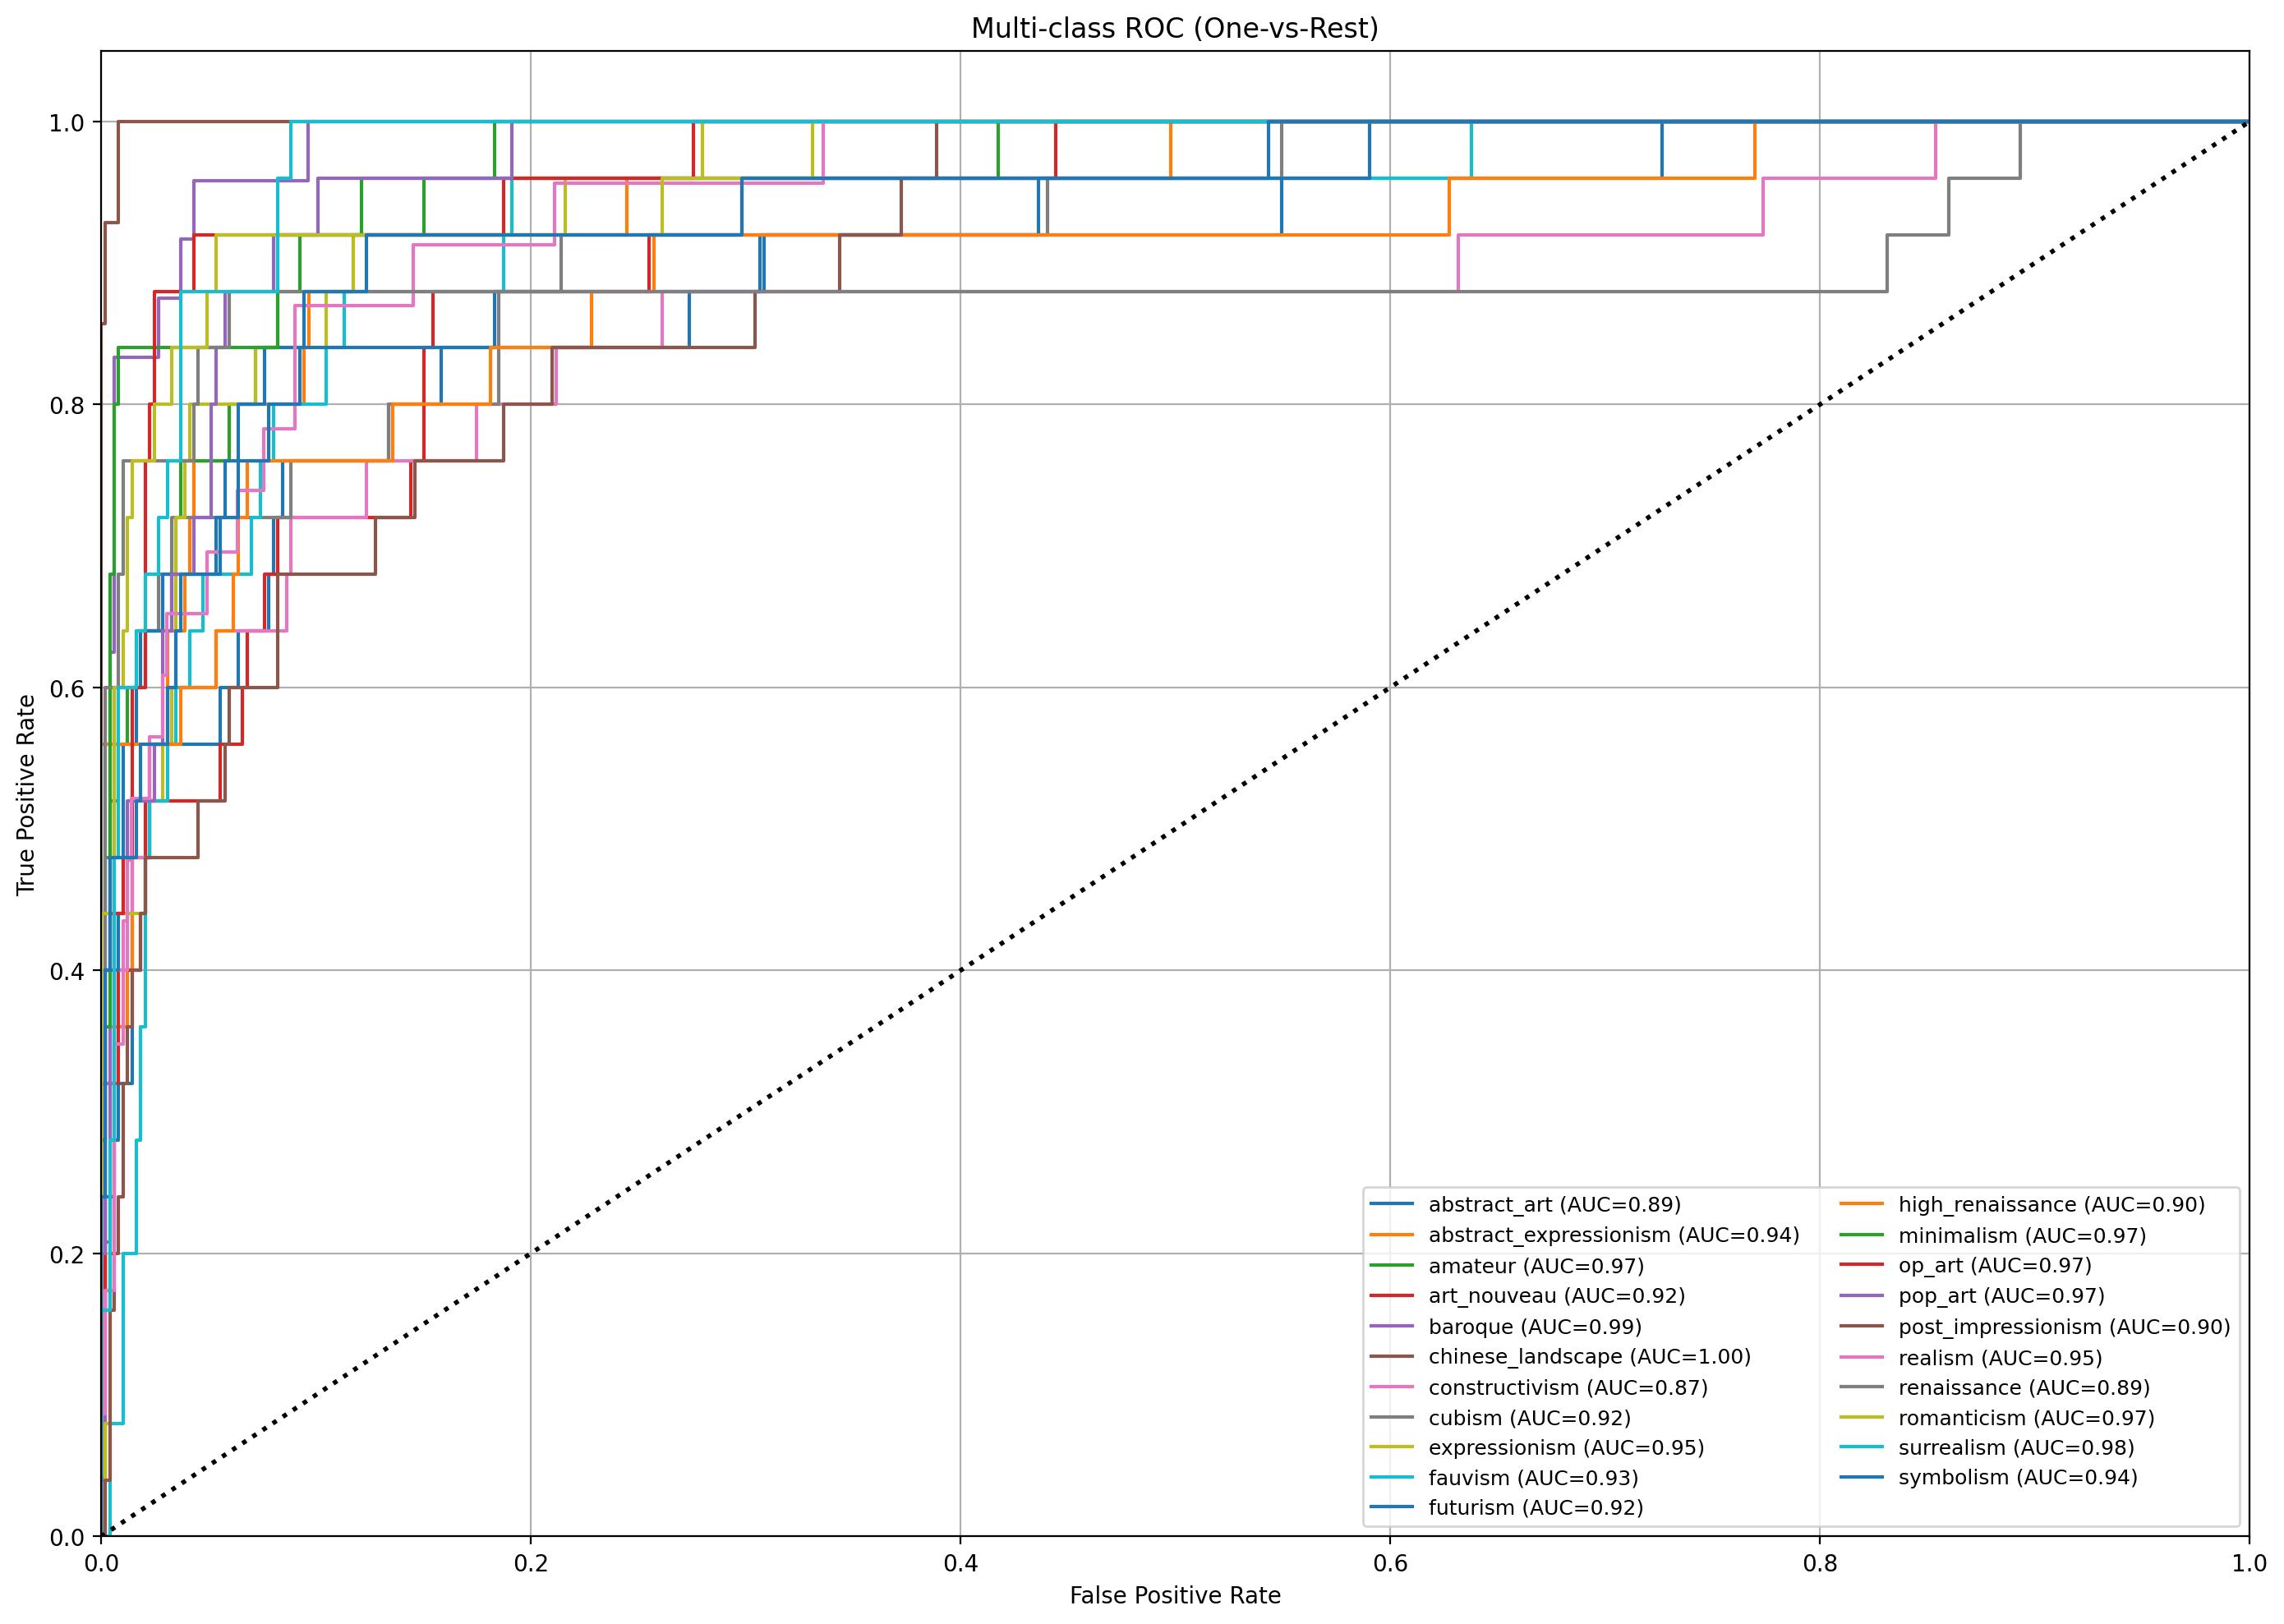 Multi-class ROC (One-vs-Rest)
1.0
0.8
0.6
0.4
0.2
0.0
True Positive Rate
0.0
0.2
0.4
0.6
0.8
1.0
False Positive Rate
abstract_art (AUC=0.89)
abstract_expressionism (AUC=0.94)
amateur (AUC=0.97)
art_nouveau (AUC=0.92)
baroque (AUC=0.99)
chinese_landscape (AUC=1.00)
constructivism (AUC=0.87)
cubism (AUC=0.92)
expressionism (AUC=0.95)
fauvism (AUC=0.93)
futurism (AUC=0.92)
high_renaissance (AUC=0.90)
minimalism (AUC=0.97)
op_art (AUC=0.97)
pop_art (AUC=0.97)
post_impressionism (AUC=0.90)
realism (AUC=0.95)
renaissance (AUC=0.89)
romanticism (AUC=0.97)
surrealism (AUC=0.98)
symbolism (AUC=0.94)